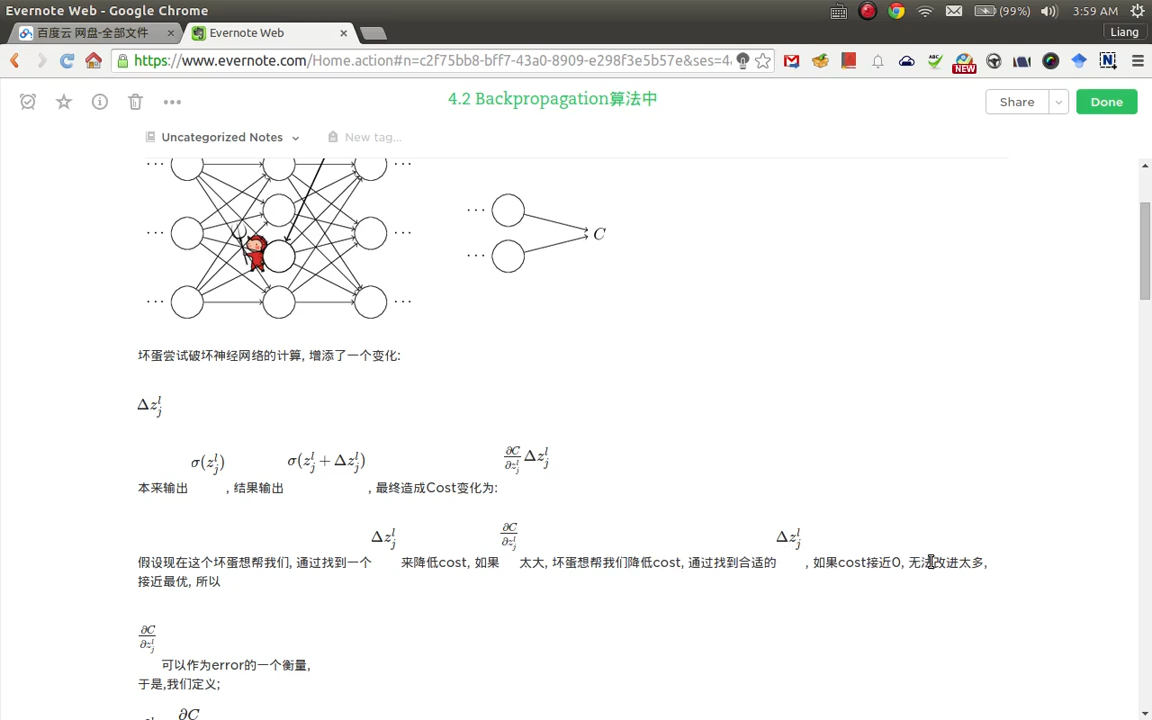 Evernote Web - Google Chrome
(99%)
3:59 AM
百度云 网盘-全部文件
Evernote Web
Liang
https://www.evernote.com/Home.action#n=c2f75bb8-bff7-43a0-8909-e298f3e5b57e&ses=4
NEW
4.2 Backpropagation算法中
Share
Done
Uncategorized Notes
New tag...
C
坏蛋尝试破坏神经网络的计算, 增添了一个变化:
Δz_j^l
本来输出 σ(z_j^l), 结果输出 σ(z_j^l + Δz_j^l), 最终造成Cost变化为: ∂C/∂z_j^l Δz_j^l
假设现在这个坏蛋想帮我们, 通过找到一个 Δz_j^l 来降低cost, 如果 ∂C/∂z_j^l 太大, 坏蛋想帮我们降低cost, 通过找到合适的 Δz_j^l , 如果cost接近0, 无法改进太多,
接近最优, 所以
∂C/∂z_j^l 可以作为error的一个衡量,
于是,我们定义;
∂C